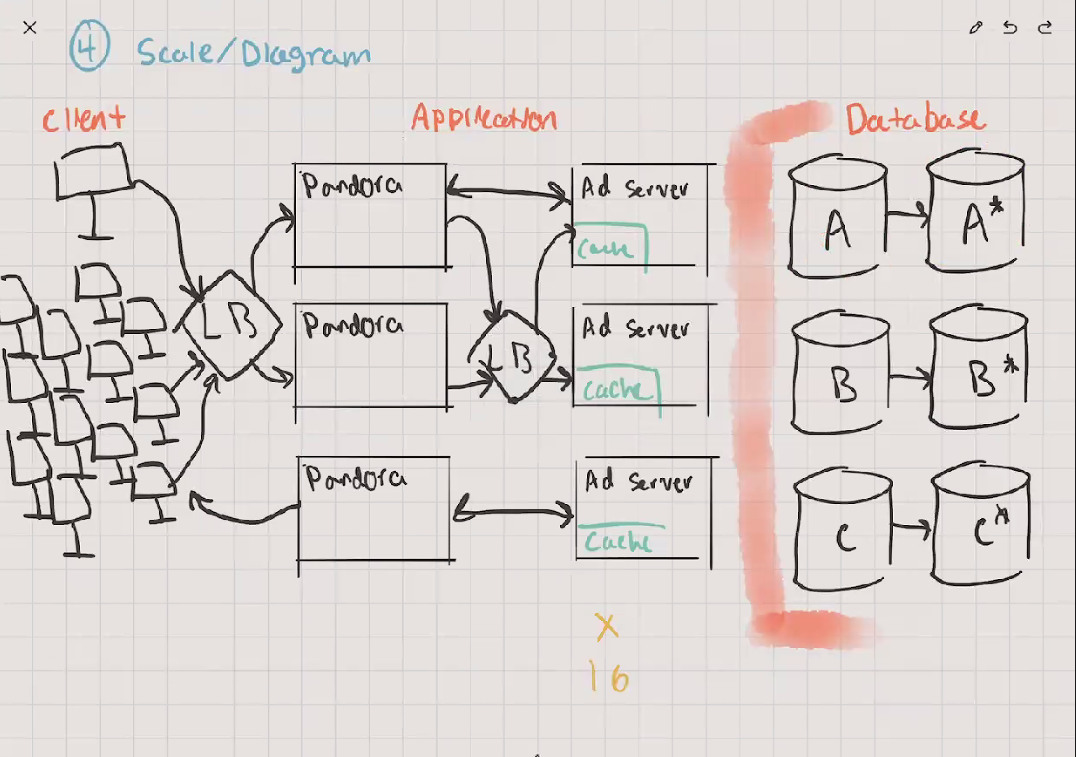 4 Scale/Diagram
Client
Application
Database
Pandora
Ad server
Cache
A
A*
LB
Pandora
LB
Ad server
Cache
B
B*
Pandora
Ad server
Cache
C
C*
X
16